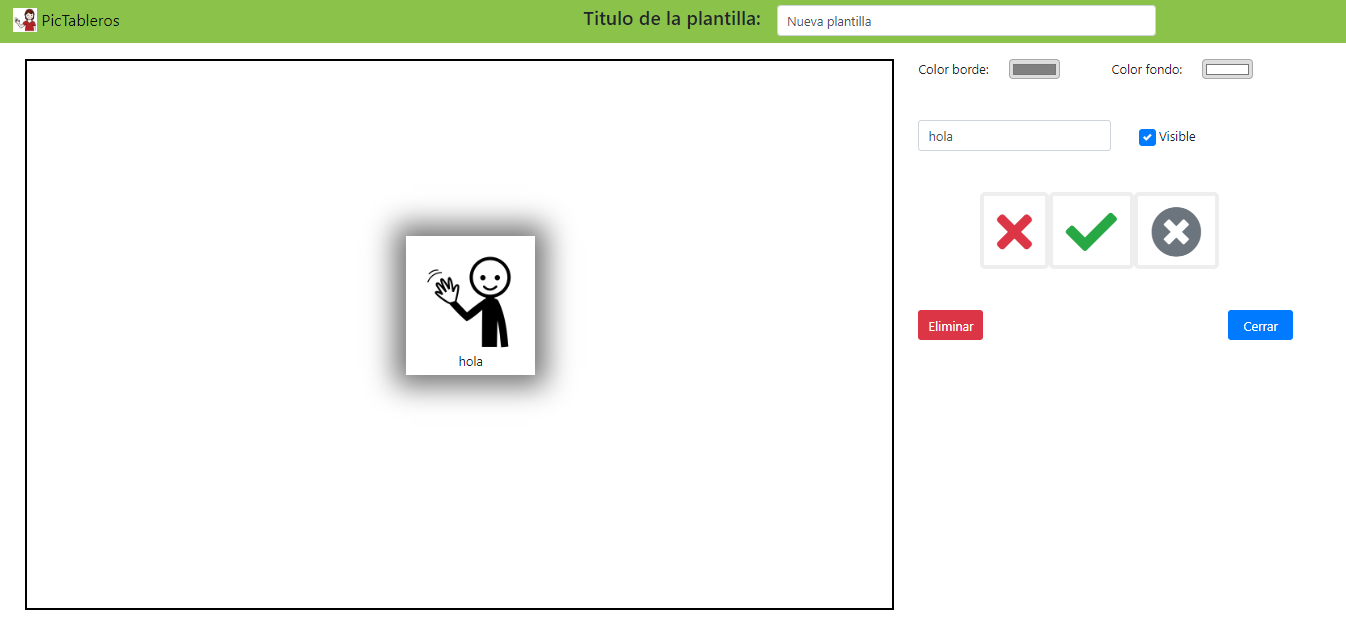 PicTableros
Titulo de la plantilla:
Nueva plantilla
Color borde:
Color fondo:
hola
Visible
hola
Eliminar
Cerrar